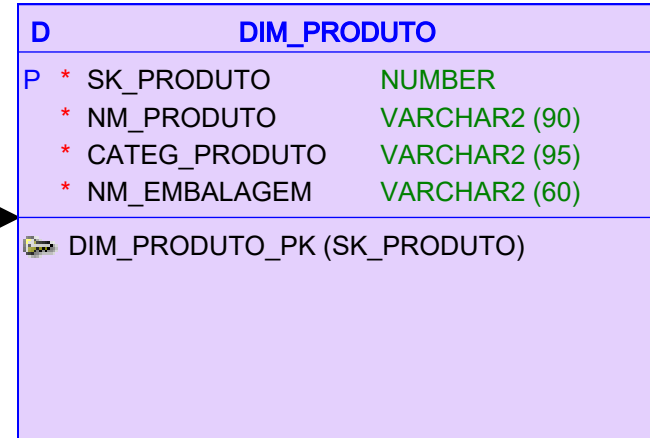 D DIM_PRODUTO
P * SK_PRODUTO NUMBER
* NM_PRODUTO VARCHAR2 (90)
* CATEG_PRODUTO VARCHAR2 (95)
* NM_EMBALAGEM VARCHAR2 (60)
DIM_PRODUTO_PK (SK_PRODUTO)